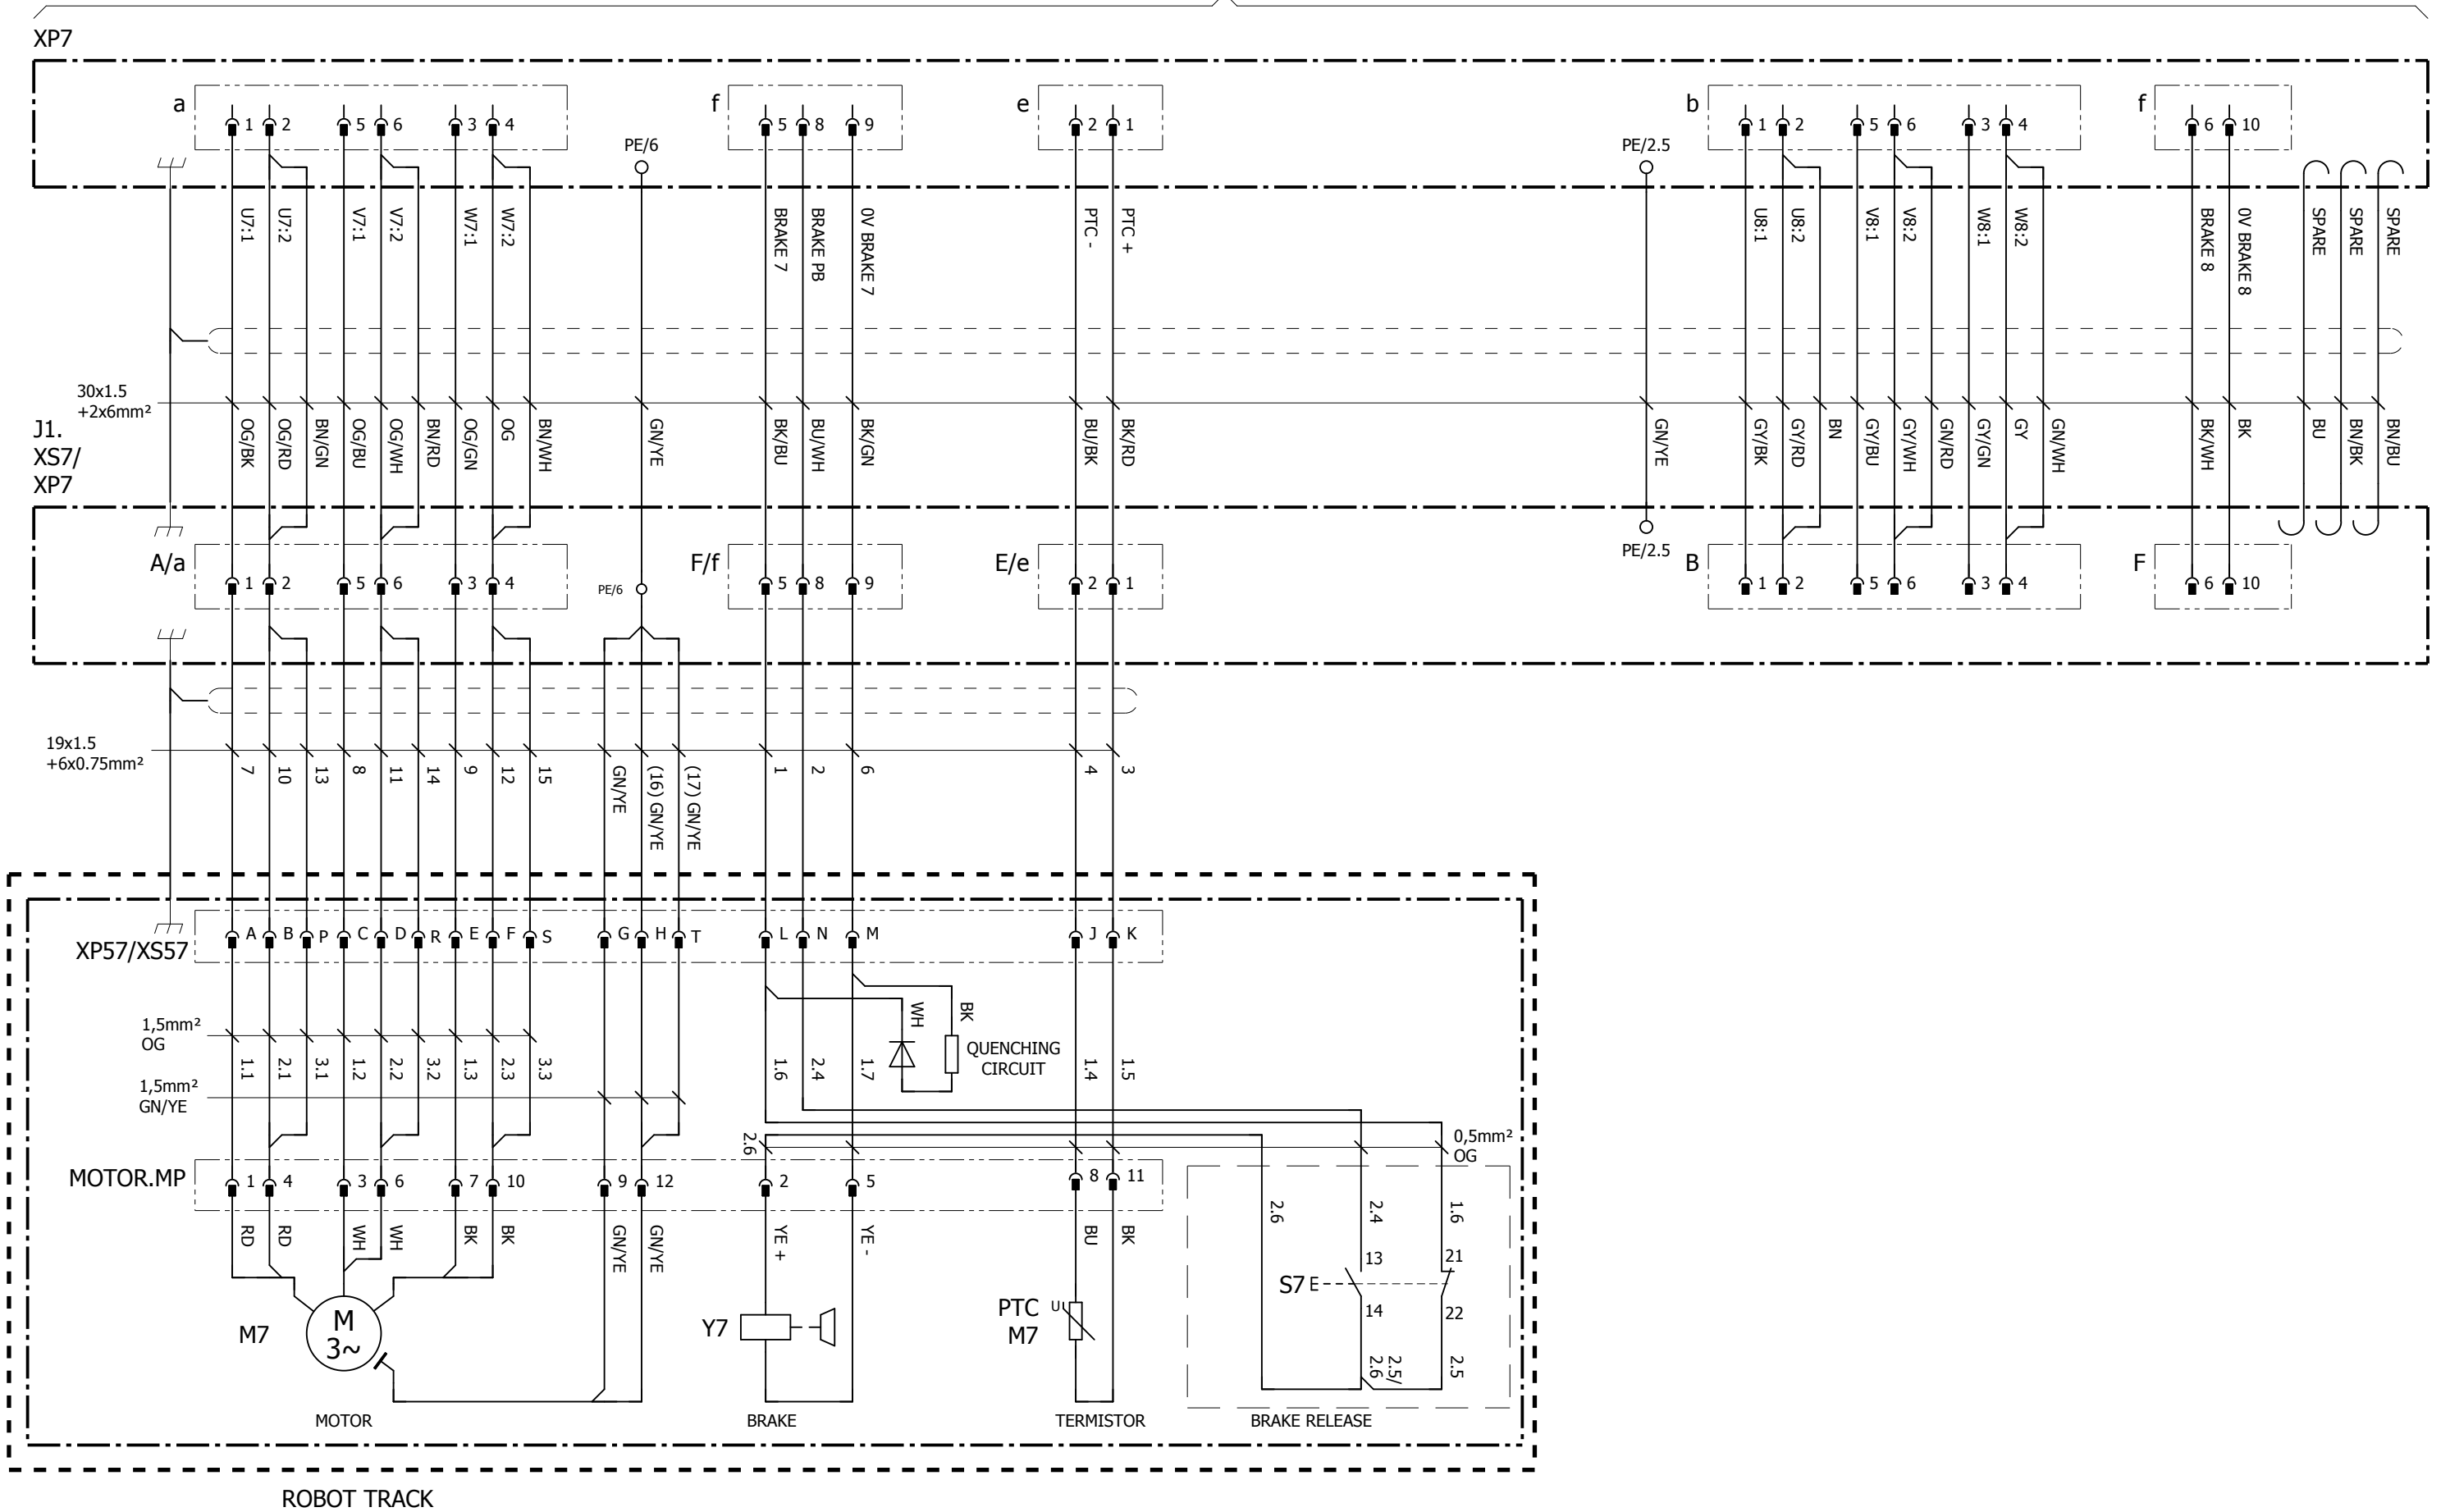 XP7
a 1 2 5 6 3 4 f 5 8 9 e 2 1 b 1 2 5 6 3 4 f 6 10
PE/6 PE/2.5
U7:1 U7:2 V7:1 V7:2 W7:1 W7:2 BRAKE 7 BRAKE PB 0V BRAKE 7 PTC - PTC + U8:1 U8:2 V8:1 V8:2 W8:1 W8:2 BRAKE 8 0V BRAKE 8 SPARE SPARE SPARE
30x1.5
+2x6mm²
OG/BK OG/RD BN/GN OG/BU OG/WH BN/RD OG/GN OG BN/WH GN/YE BK/BU BU/WH BK/GN BU/BK BK/RD GN/YE GY/BK GY/RD BN GY/BU GY/WH GN/RD GY/GN GY GN/WH BK/WH BK BU BN/BK BN/BU
J1.
XS7/
XP7
PE/2.5
A/a 1 2 5 6 3 4 PE/6 F/f 5 8 9 E/e 2 1 B 1 2 5 6 3 4 F 6 10
19x1.5
+6x0.75mm²
7 10 13 8 11 14 9 12 15 GN/YE (16) GN/YE (17) GN/YE 1 2 6 4 3
XP57/XS57 A B P C D R E F S G H T L N M J K
WH BK
1,5mm²
OG
QUENCHING
CIRCUIT
1.1 2.1 3.1 1.2 2.2 3.2 1.3 2.3 3.3 1.6 2.4 1.7 1.4 1.5
1,5mm²
GN/YE
2.6
0,5mm²
OG
MOTOR.MP 1 4 3 6 7 10 9 12 2 5 8 11
RD RD WH WH BK BK GN/YE GN/YE YE + YE - BU BK 2.6 2.4 1.6
13 21
S7 E
14 22
M7 M
3~
Y7
PTC
M7
U
2.6 2.5/ 2.5
MOTOR BRAKE TERMISTOR BRAKE RELEASE
ROBOT TRACK